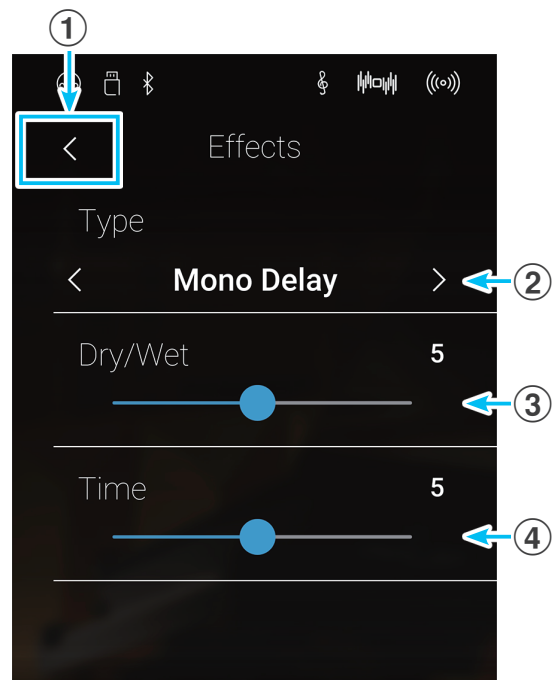 ①
Effects
Type
Mono Delay
②
Dry/Wet 5
③
Time 5
④